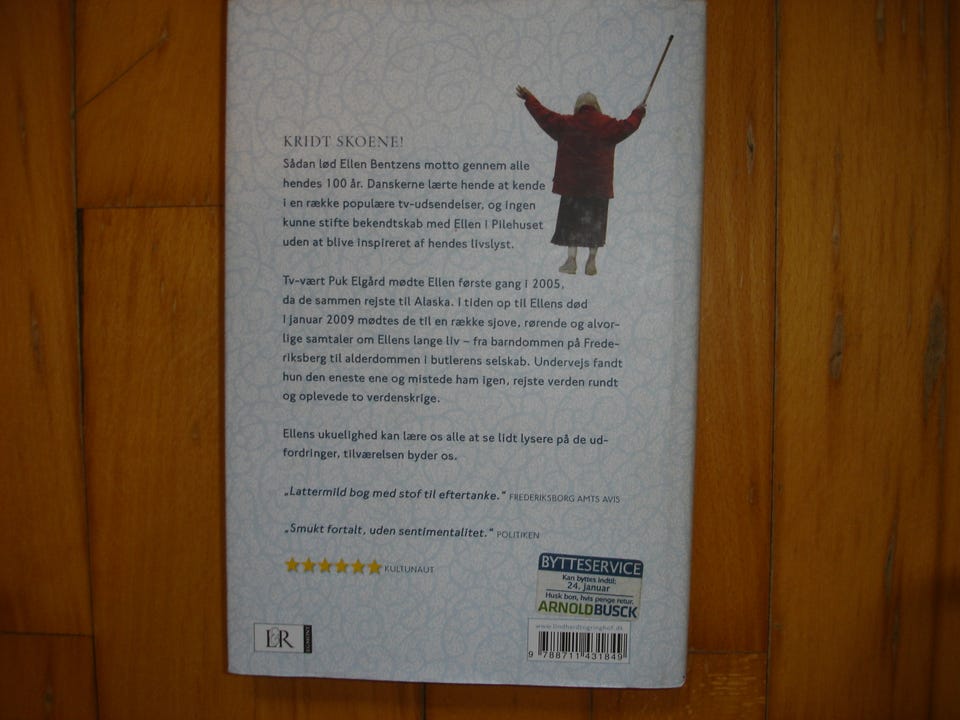 KRIDT SKOENE!
Sådan lød Ellen Bentzens motto gennem alle
hendes 100 år. Danskerne lærte hende at kende
i en række populære tv-udsendelser, og ingen
kunne stifte bekendtskab med Ellen i Pilehuset
uden at blive inspireret af hendes livslyst.
Tv-vært Puk Elgård mødte Ellen første gang i 2005,
da de sammen rejste til Alaska. I tiden op til Ellens død
i januar 2009 mødtes de til en række sjove, rørende og alvor-
lige samtaler om Ellens lange liv – fra barndommen på Frede-
riksberg til alderdommen i butlerens selskab. Undervejs fandt
hun den eneste ene og mistede ham igen, rejste verden rundt
og oplevede to verdenskrige.
Ellens ukuelighed kan lære os alle at se lidt lysere på de ud-
fordringer, tilværelsen byder os.
„Lattermild bog med stof til eftertanke.“ FREDERIKSBORG AMTS AVIS
„Smukt fortalt, uden sentimentalitet.“ POLITIKEN
KULTUNAUT
BYTTESERVICE
Kan byttes indtil:
24. januar
Husk bon, hvis penge retur.
ARNOLDBUSCK
www.lindhardtogringhof.dk
L&R
9 788711 431849